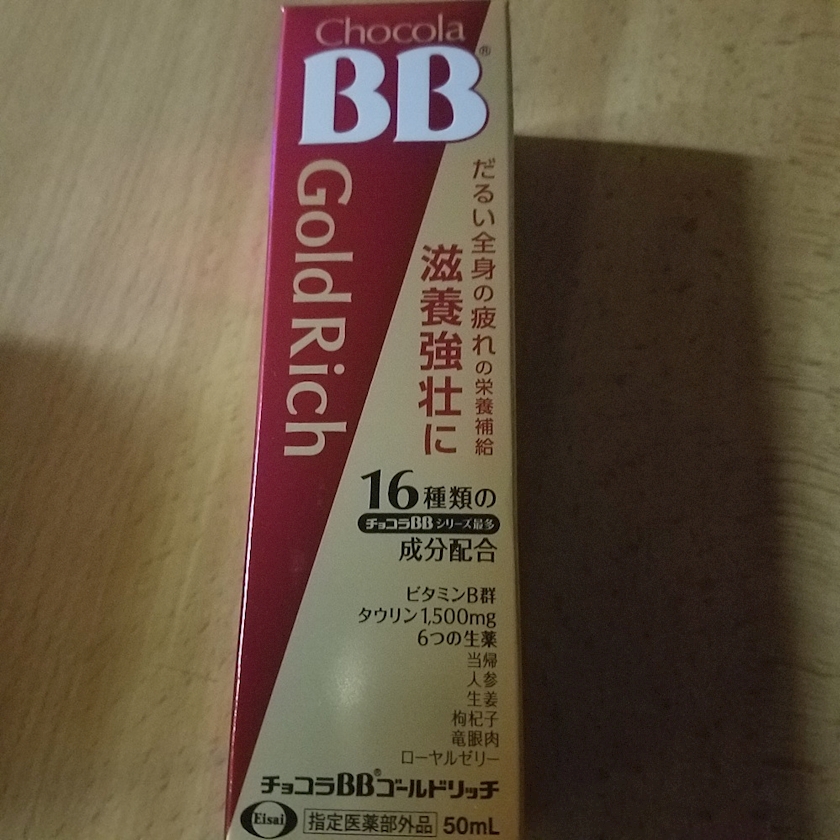 Chocola
BB®
Gold Rich
だるい全身の疲れの栄養補給
滋養強壮に
16種類の
チョコラBBシリーズ最多
成分配合
ビタミンB群
タウリン1,500mg
6つの生薬
当帰
人参
生姜
枸杞子
竜眼肉
ローヤルゼリー
チョコラBB®ゴールドリッチ
Eisai 指定医薬部外品 50mL